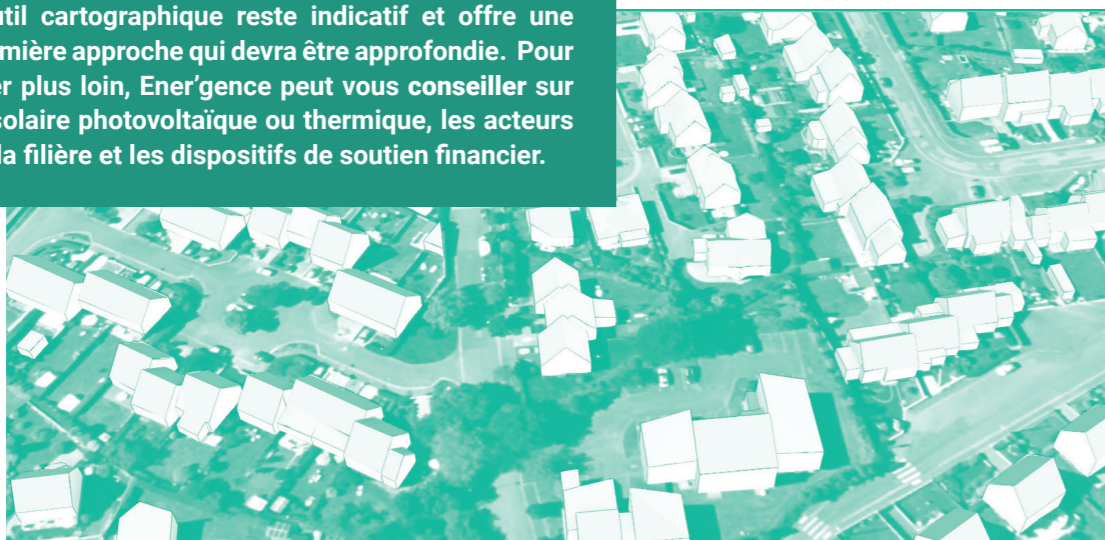 util cartographique reste indicatif et offre une
mière approche qui devra être approfondie. Pour
er plus loin, Ener’gence peut vous conseiller sur
solaire photovoltaïque ou thermique, les acteurs
la filière et les dispositifs de soutien financier.